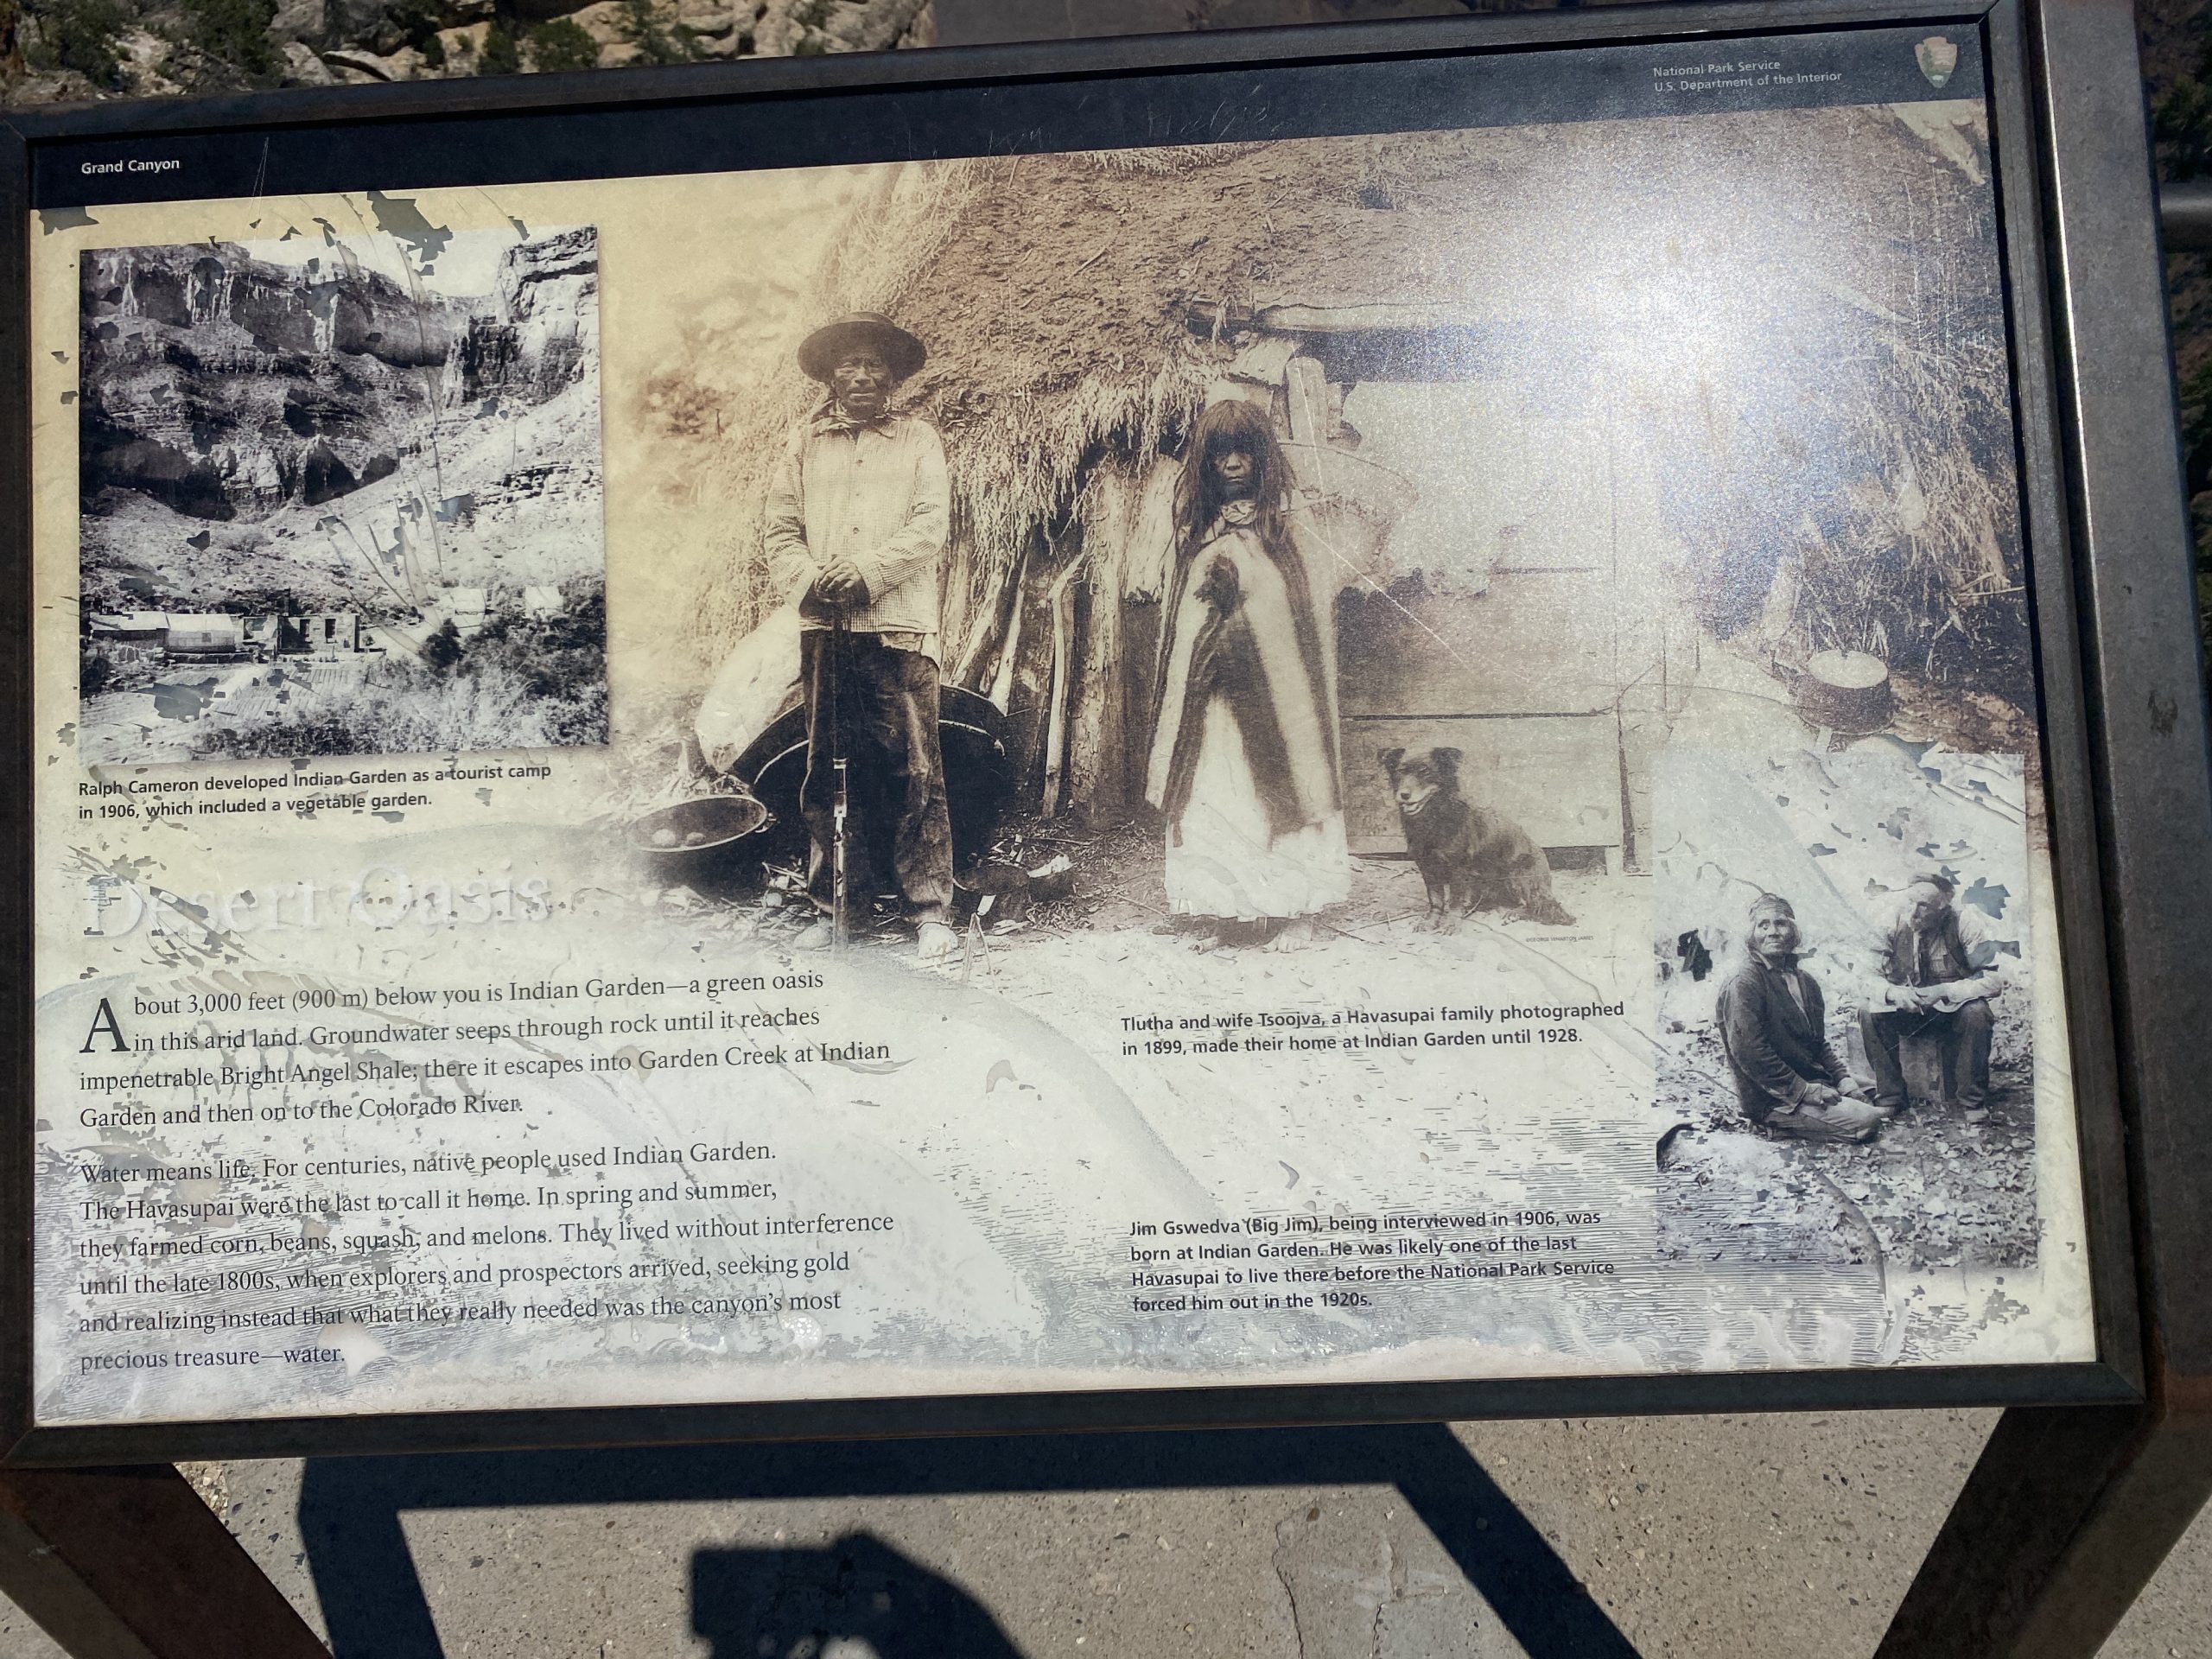 National Park Service
U.S. Department of the Interior
Grand Canyon
Ralph Cameron developed Indian Garden as a tourist camp
in 1906, which included a vegetable garden.
Desert Oasis
About 3,000 feet (900 m) below you is Indian Garden—a green oasis
in this arid land. Groundwater seeps through rock until it reaches
impenetrable Bright Angel Shale; there it escapes into Garden Creek at Indian
Garden and then on to the Colorado River.
Water means life. For centuries, native people used Indian Garden.
The Havasupai were the last to call it home. In spring and summer,
they farmed corn, beans, squash, and melons. They lived without interference
until the late 1800s, when explorers and prospectors arrived, seeking gold
and realizing instead that what they really needed was the canyon's most
precious treasure—water.
Tlutha and wife Tsoojva, a Havasupai family photographed
in 1899, made their home at Indian Garden until 1928.
Jim Gswedva (Big Jim), being interviewed in 1906, was
born at Indian Garden. He was likely one of the last
Havasupai to live there before the National Park Service
forced him out in the 1920s.